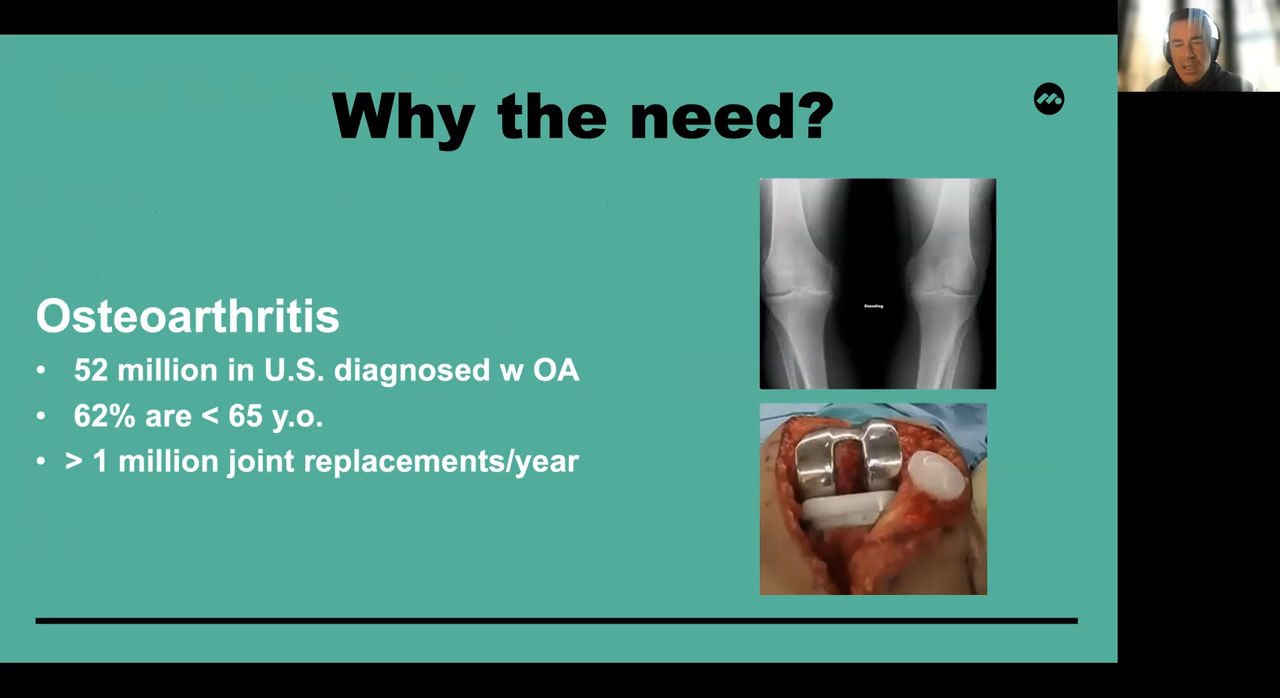 Why the need?
Standing
Osteoarthritis
• 52 million in U.S. diagnosed w OA
• 62% are < 65 y.o.
• > 1 million joint replacements/year